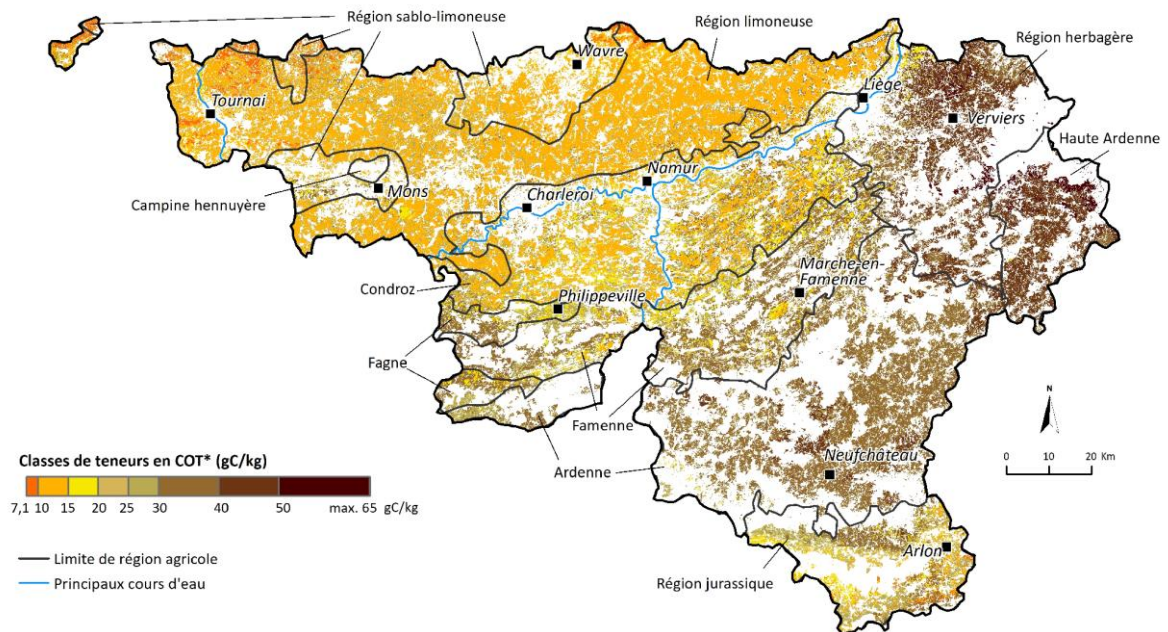 Région sablo-limoneuse
Wavre
Région limoneuse
Région herbagère
Liège
Tournai
Verviers
Haute Ardenne
Namur
Mons
Charleroi
Campine hennuyère
Marche-en-
Famenne
Condroz
Philippeville
Fagne
Famenne
N
Ardenne
Neufchâteau
0 10 20 Km
Classes de teneurs en COT* (gC/kg)
7,1 10 15 20 25 30 40 50 max. 65 gC/kg
Arlon
Limite de région agricole
Principaux cours d'eau
Région jurassique